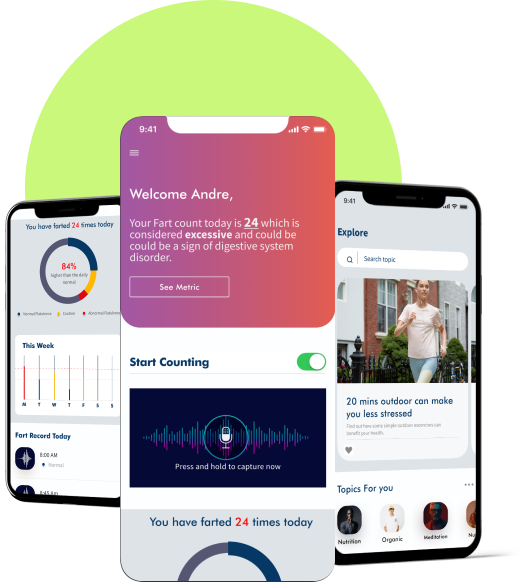 9:41
Welcome Andre,
Your Fart count today is 24 which is
considered excessive and could be
could be a sign of digestive system
disorder.
See Metric
Start Counting
Press and hold to capture now
You have farted 24 times today
You have farted 24 times today
84%
higher than the daily
normal
Normal Flatulence
Caution
Abnormal Flatulence
This Week
M T W T F S S
Fart Record Today
8:00 AM
Normal
8:45 AM
9:41
Explore
Search topic
20 mins outdoor can make
you less stressed
Find out how some simple outdoor exercises can
benefit your health.
Topics For you
Nutrition
Organic
Meditation
Nu